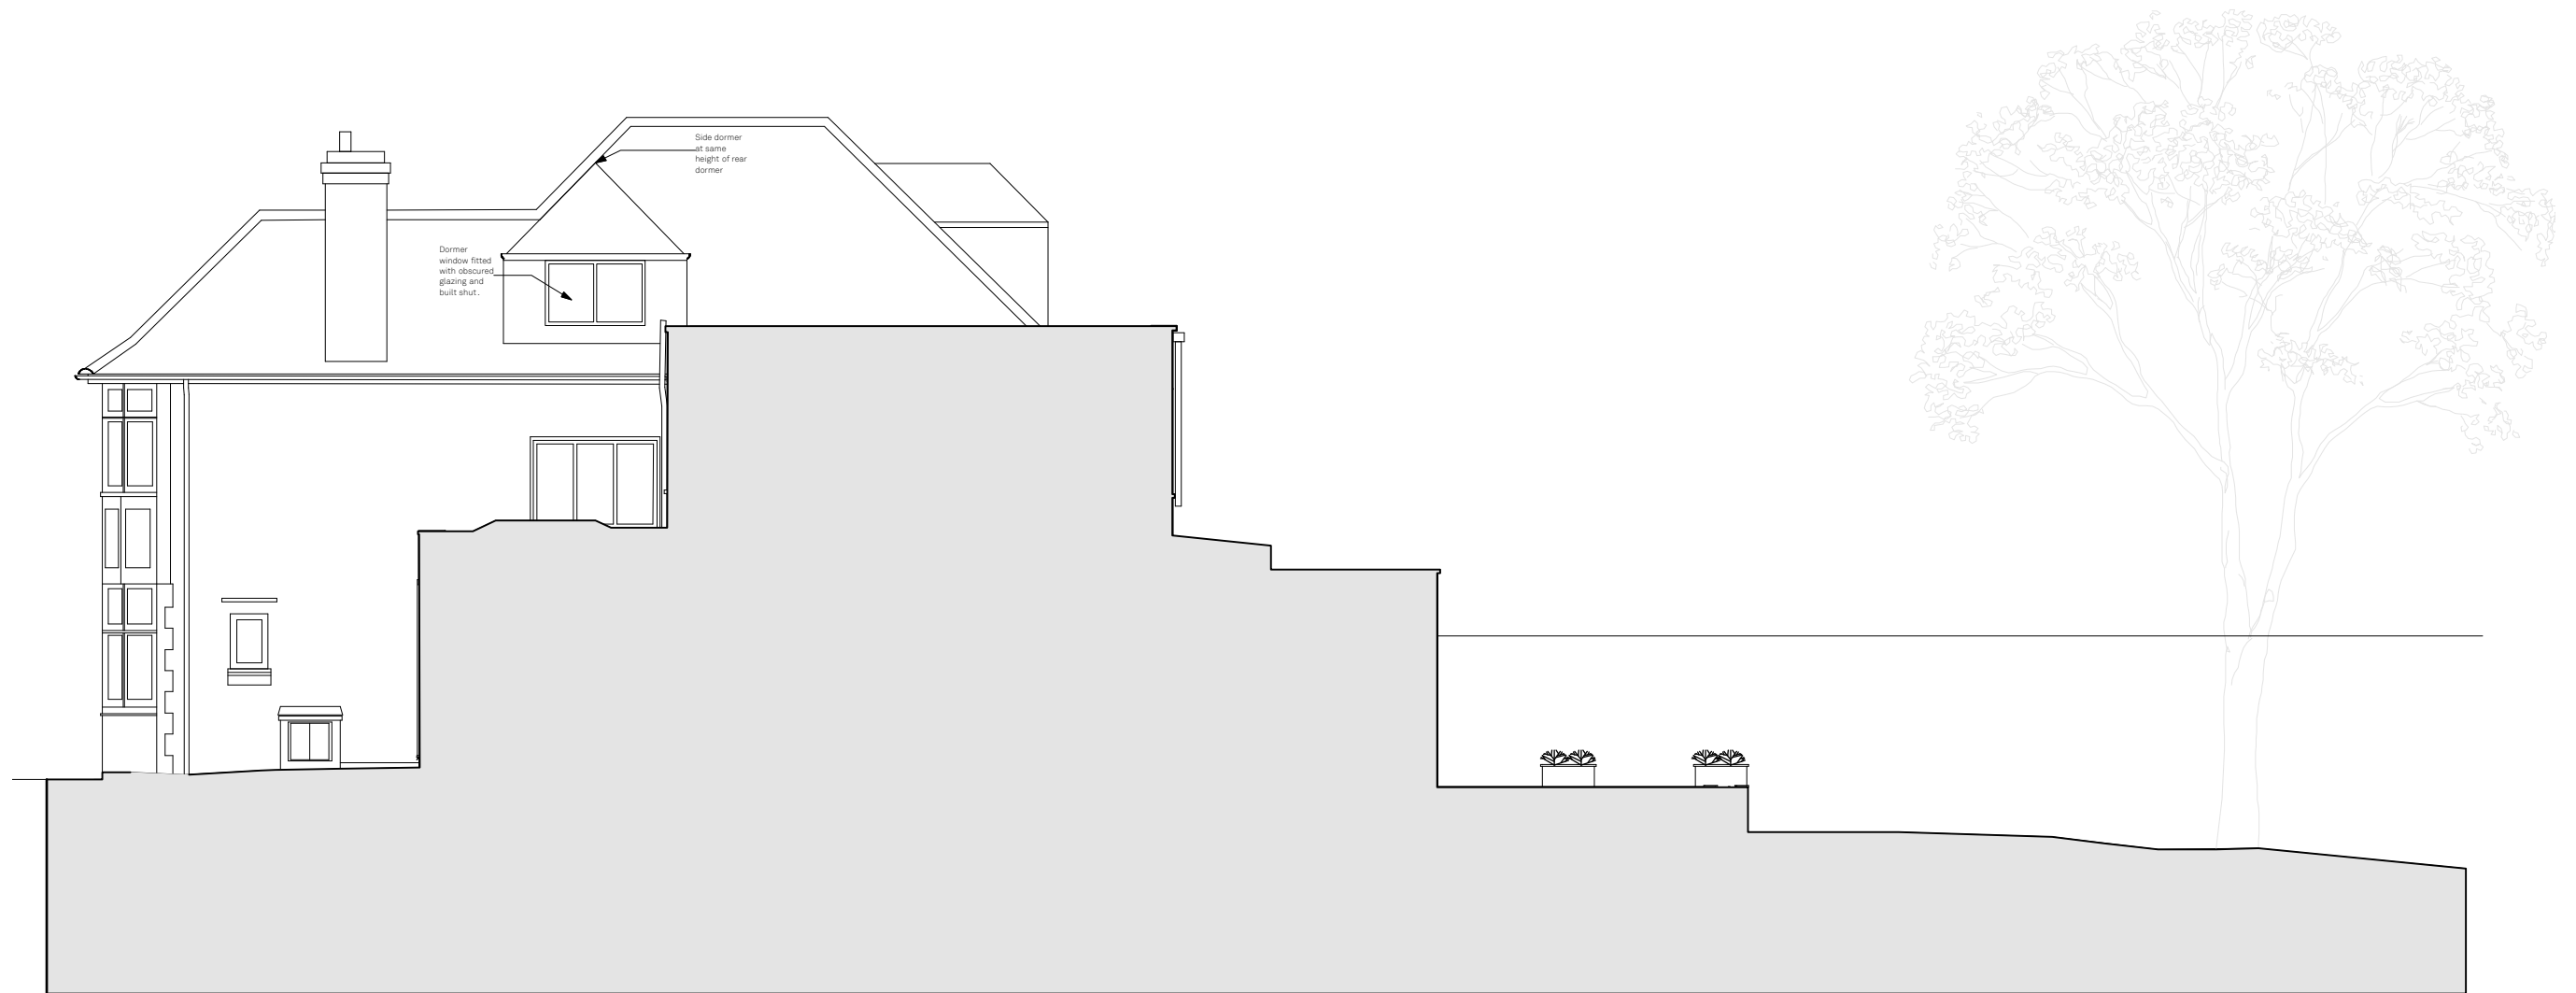 Side dormer
at same
height of rear
dormer
Dormer
window fitted
with obscured
glazing and
built shut.